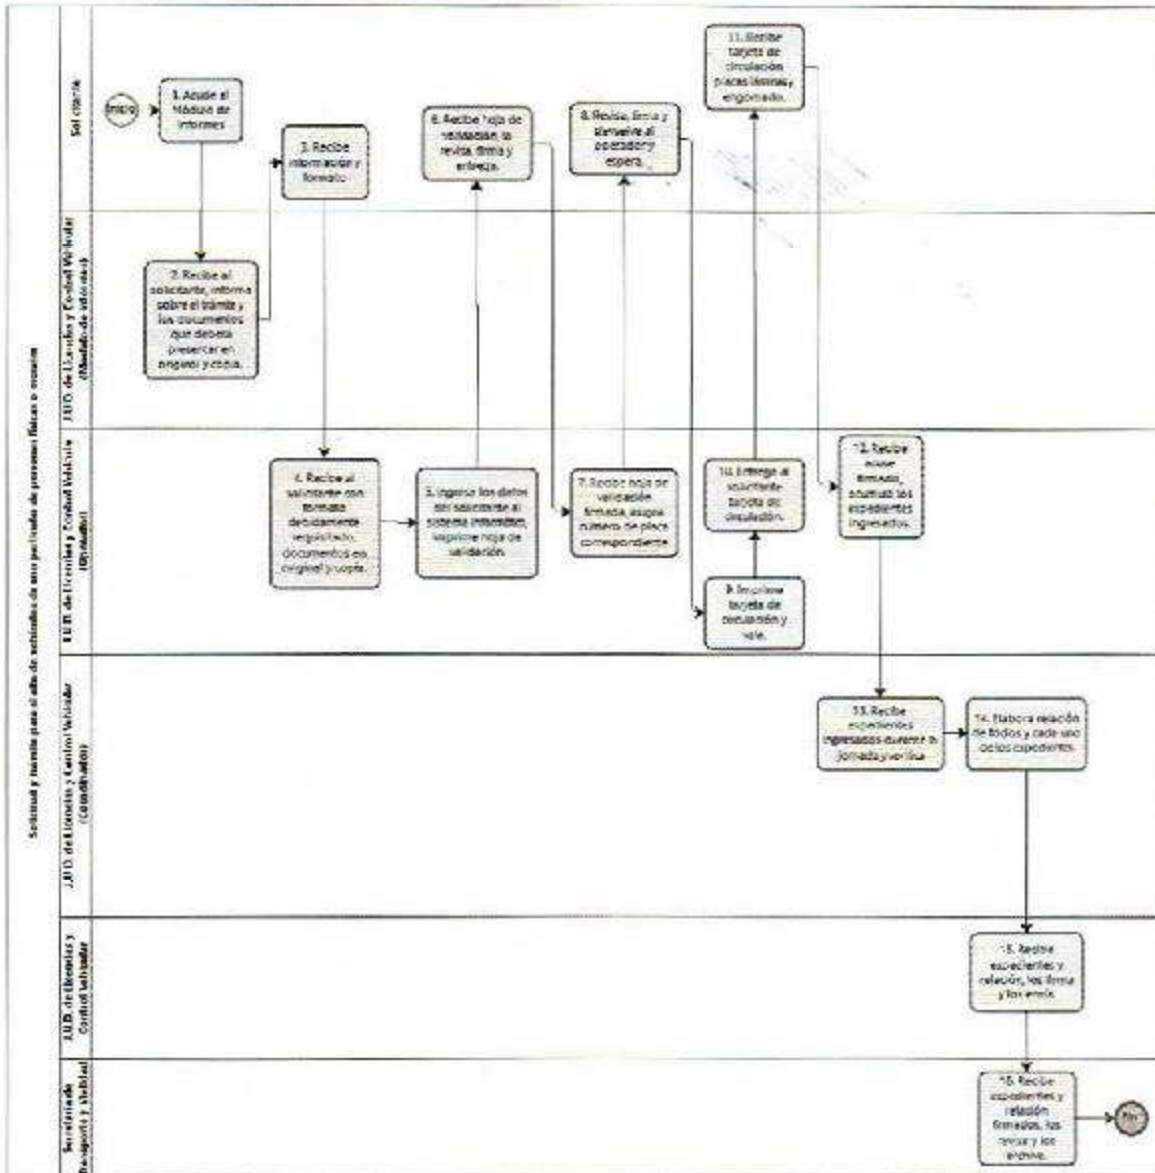 Solicitud y trámite para el alta de vehículos de uso particular de personas físicas o morales
Solicitante
J.U.D. de Licencias y Control Vehicular
(Módulo de informes)
J.U.D. de Licencias y Control Vehicular
(Operador)
J.U.D. de Licencias y Control Vehicular
(Coordinador)
J.U.D. de Licencias y
Control Vehicular
Transporte y Vialidad
Inicio
1. Acude al
Módulo de
Informes
2. Recibe al
solicitante, informa
sobre el trámite y
los documentos
que deberá
presentar en
original y copia.
3. Recibe
información y
formato
4. Recibe al
solicitante con
formato
debidamente
requisitado,
documentos en
original y copia.
5. Ingresa los datos
del solicitante al
sistema informático,
imprime hoja de
validación.
6. Recibe hoja de
validación, la
revisa, firma y
entrega.
7. Recibe hoja de
validación
firmada, asigna
número de placa
correspondiente
8. Revisa, firma y
devuelve al
operador y
espera.
9. Imprime
tarjeta de
circulación y
vale.
10. Entrega al
solicitante
tarjeta de
circulación.
11. Recibe
tarjeta de
circulación
placas láminas y
engomado.
12. Recibe
firmado,
acumula los
expedientes
ingresados.
13. Recibe
expedientes
ingresados durante la
jornada y verifica
14. Elabora relación
de folios y cada uno
de los expedientes
15. Recibe
expedientes y
relación, los firma
y los envía.
16. Recibe
expedientes y
relación
firmados, los
revisa y los
archiva.
Fin